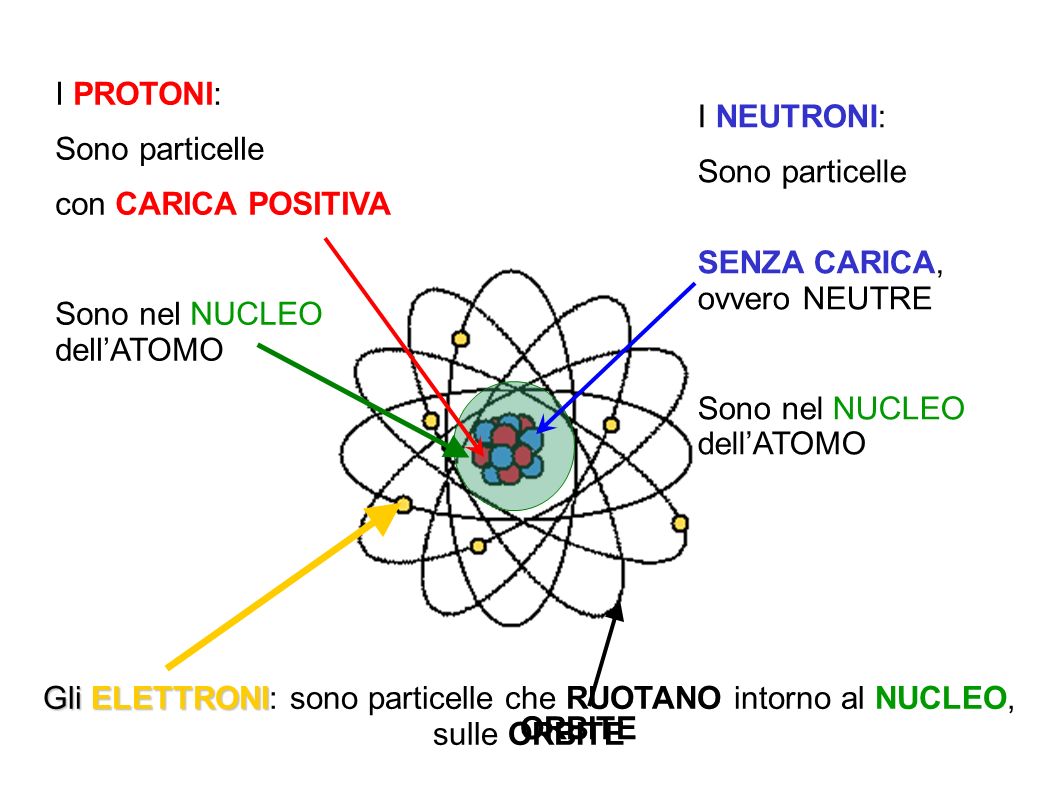 I PROTONI:
Sono particelle
con CARICA POSITIVA
Sono nel NUCLEO
dell’ATOMO
I NEUTRONI:
Sono particelle
SENZA CARICA,
ovvero NEUTRE
Sono nel NUCLEO
dell’ATOMO
Gli ELETTRONI: sono particelle che RUOTANO intorno al NUCLEO,
sulle ORBITE
ORBITE